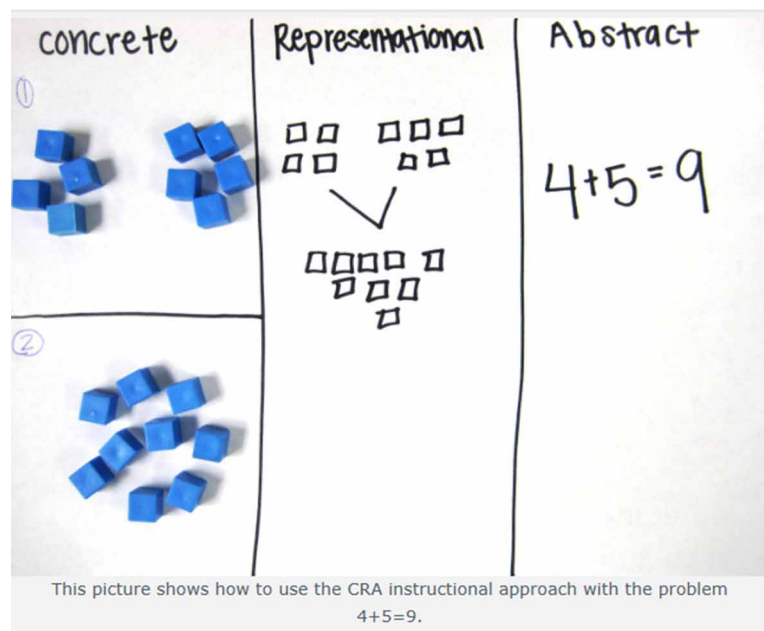 concrete
Representational
Abstract
1
4+5=9
2
This picture shows how to use the CRA instructional approach with the problem
4+5=9.